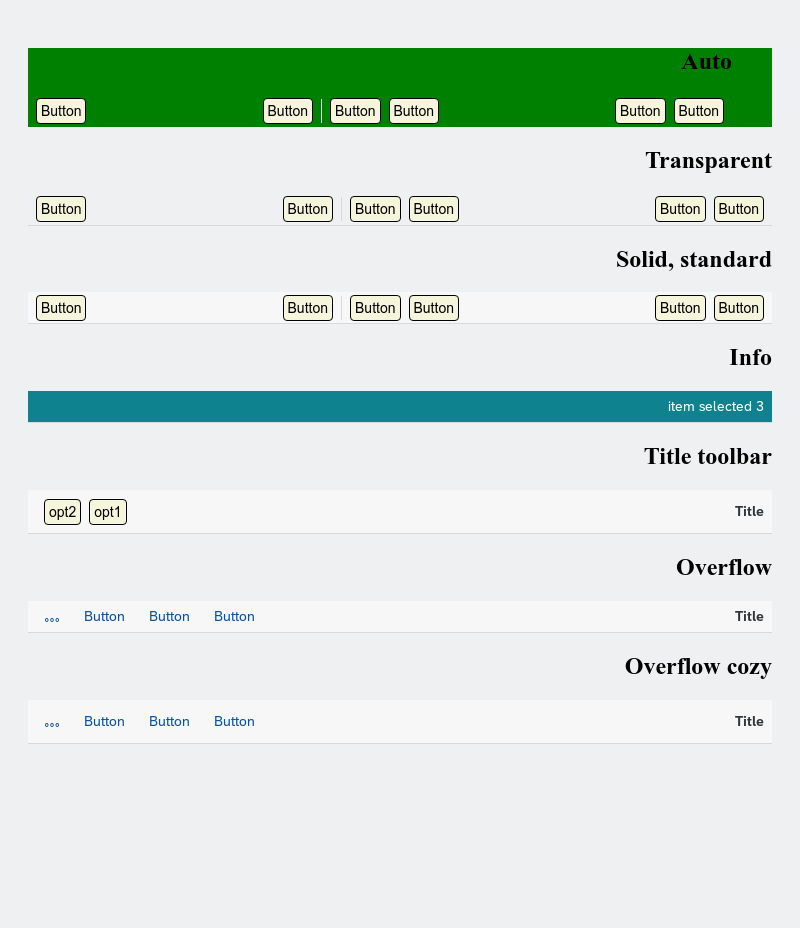 Auto
Button Button Button Button Button Button
Transparent
Button Button Button Button Button Button
Solid, standard
Button Button Button Button Button Button
Info
item selected 3
Title toolbar
opt2 opt1 Title
Overflow
Button Button Button Title
Overflow cozy
Button Button Button Title